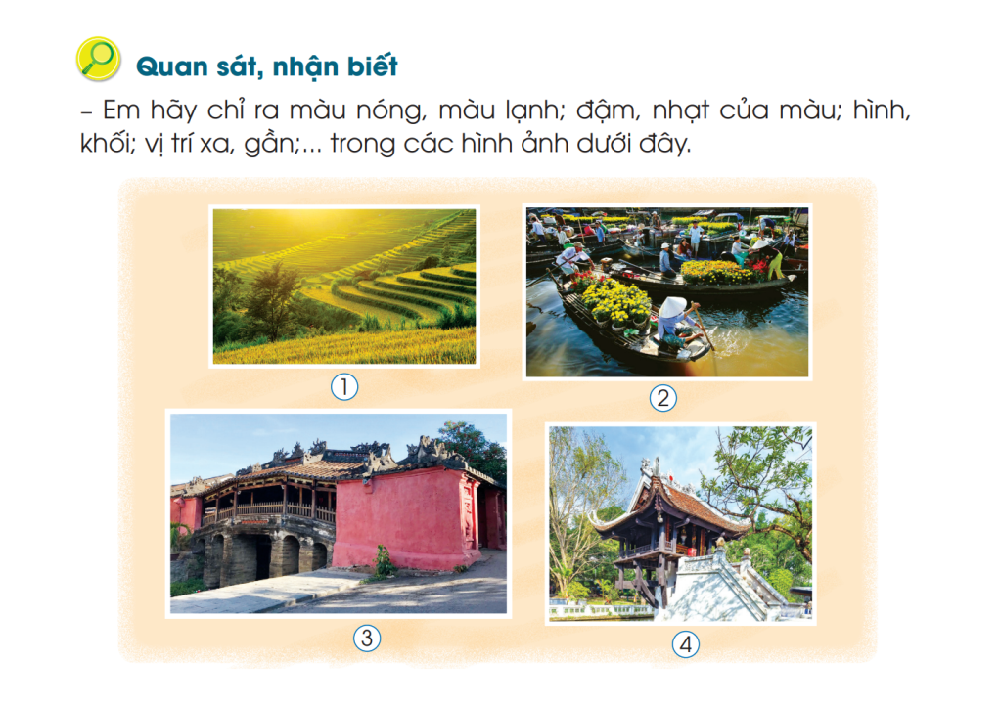 Quan sát, nhận biết
– Em hãy chỉ ra màu nóng, màu lạnh; đậm, nhạt của màu; hình,
khối; vị trí xa, gần;... trong các hình ảnh dưới đây.
1
2
3
4